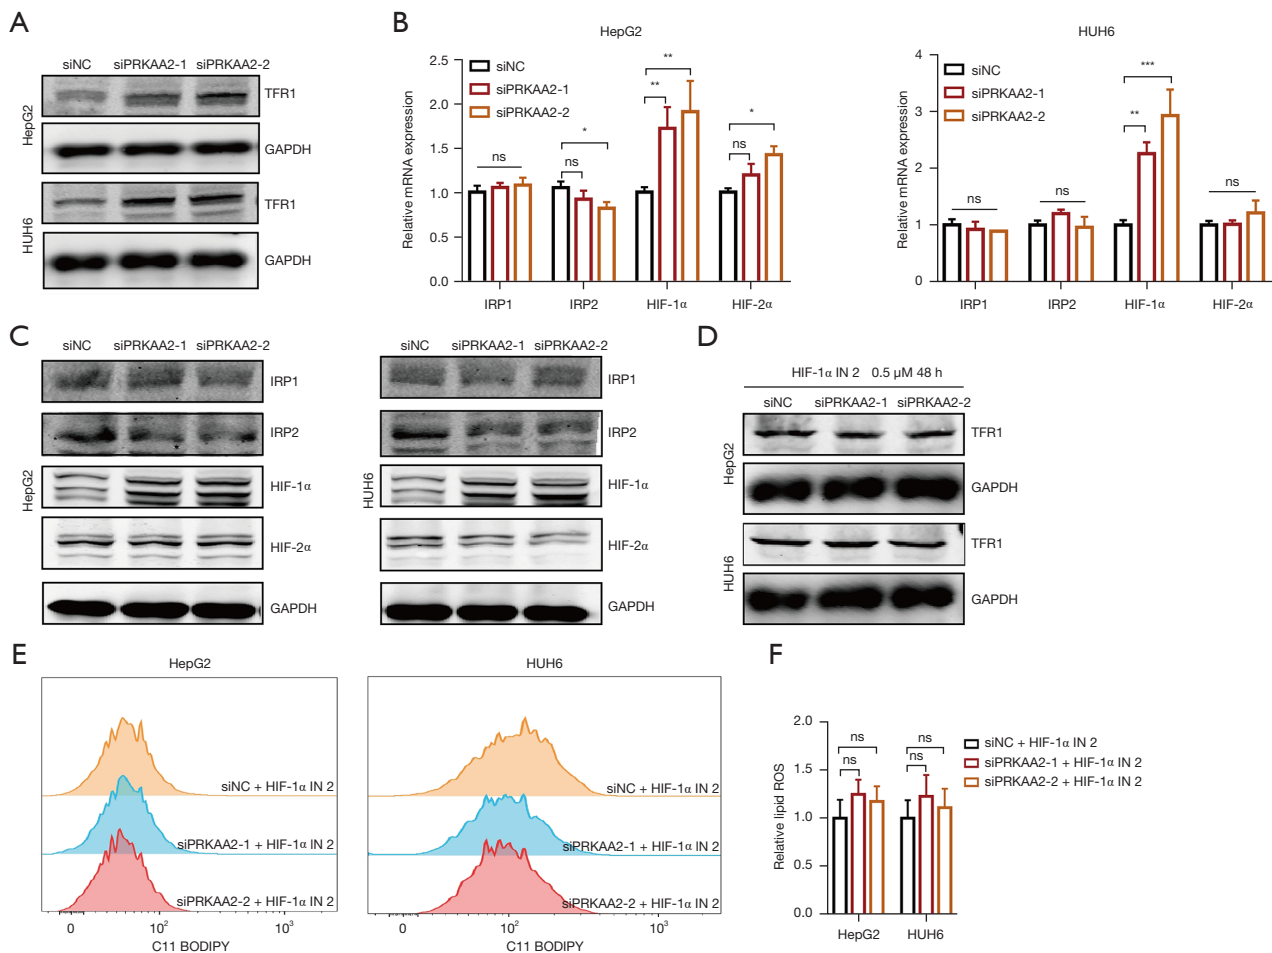 A
siNC siPRKAA2-1 siPRKAA2-2
HepG2
TFR1
GAPDH
HUH6
TFR1
GAPDH
B
HepG2
siNC
siPRKAA2-1
siPRKAA2-2
Relative mRNA expression
2.5
2.0
1.5
1.0
0.5
0.0
ns
ns
*
**
**
ns
*
IRP1 IRP2 HIF-1α HIF-2α
HUH6
siNC
siPRKAA2-1
siPRKAA2-2
Relative mRNA expression
4
3
2
1
0
ns
ns
**
***
ns
IRP1 IRP2 HIF-1α HIF-2α
C
siNC siPRKAA2-1 siPRKAA2-2
HepG2
IRP1
IRP2
HIF-1α
HIF-2α
GAPDH
siNC siPRKAA2-1 siPRKAA2-2
HUH6
IRP1
IRP2
HIF-1α
HIF-2α
GAPDH
D
HIF-1α IN 2 0.5 μM 48 h
siNC siPRKAA2-1 siPRKAA2-2
HepG2
TFR1
GAPDH
HUH6
TFR1
GAPDH
E
HepG2
siNC + HIF-1α IN 2
siPRKAA2-1 + HIF-1α IN 2
siPRKAA2-2 + HIF-1α IN 2
0 10² 10³
C11 BODIPY
HUH6
siNC + HIF-1α IN 2
siPRKAA2-1 + HIF-1α IN 2
siPRKAA2-2 + HIF-1α IN 2
0 10² 10³
C11 BODIPY
F
Relative lipid ROS
2.0
1.5
1.0
0.5
0.0
ns
ns
ns
ns
HepG2 HUH6
siNC + HIF-1α IN 2
siPRKAA2-1 + HIF-1α IN 2
siPRKAA2-2 + HIF-1α IN 2